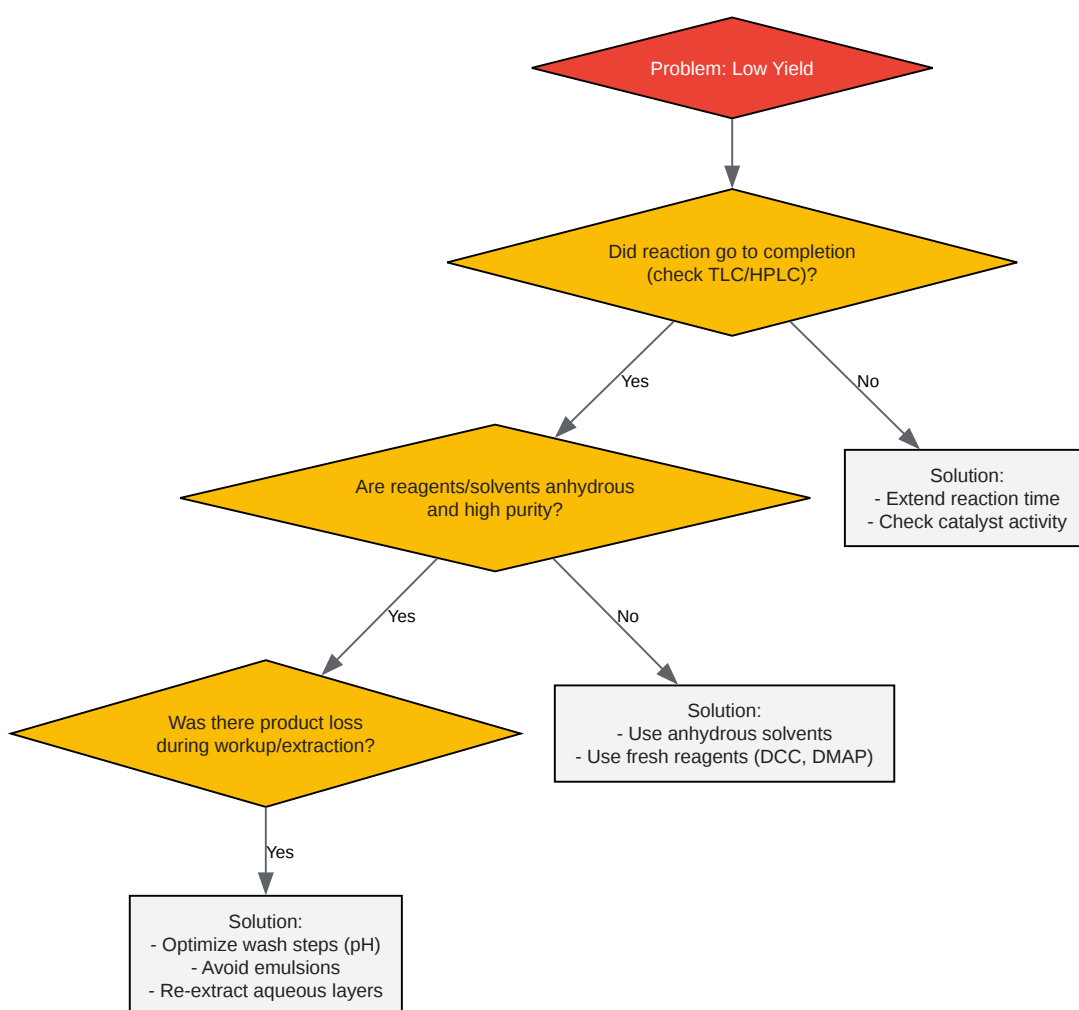 Problem: Low Yield
Did reaction go to completion
(check TLC/HPLC)?
Yes
No
Are reagents/solvents anhydrous
and high purity?
Solution:
- Extend reaction time
- Check catalyst activity
Yes
No
Was there product loss
during workup/extraction?
Solution:
- Use anhydrous solvents
- Use fresh reagents (DCC, DMAP)
Yes
Solution:
- Optimize wash steps (pH)
- Avoid emulsions
- Re-extract aqueous layers